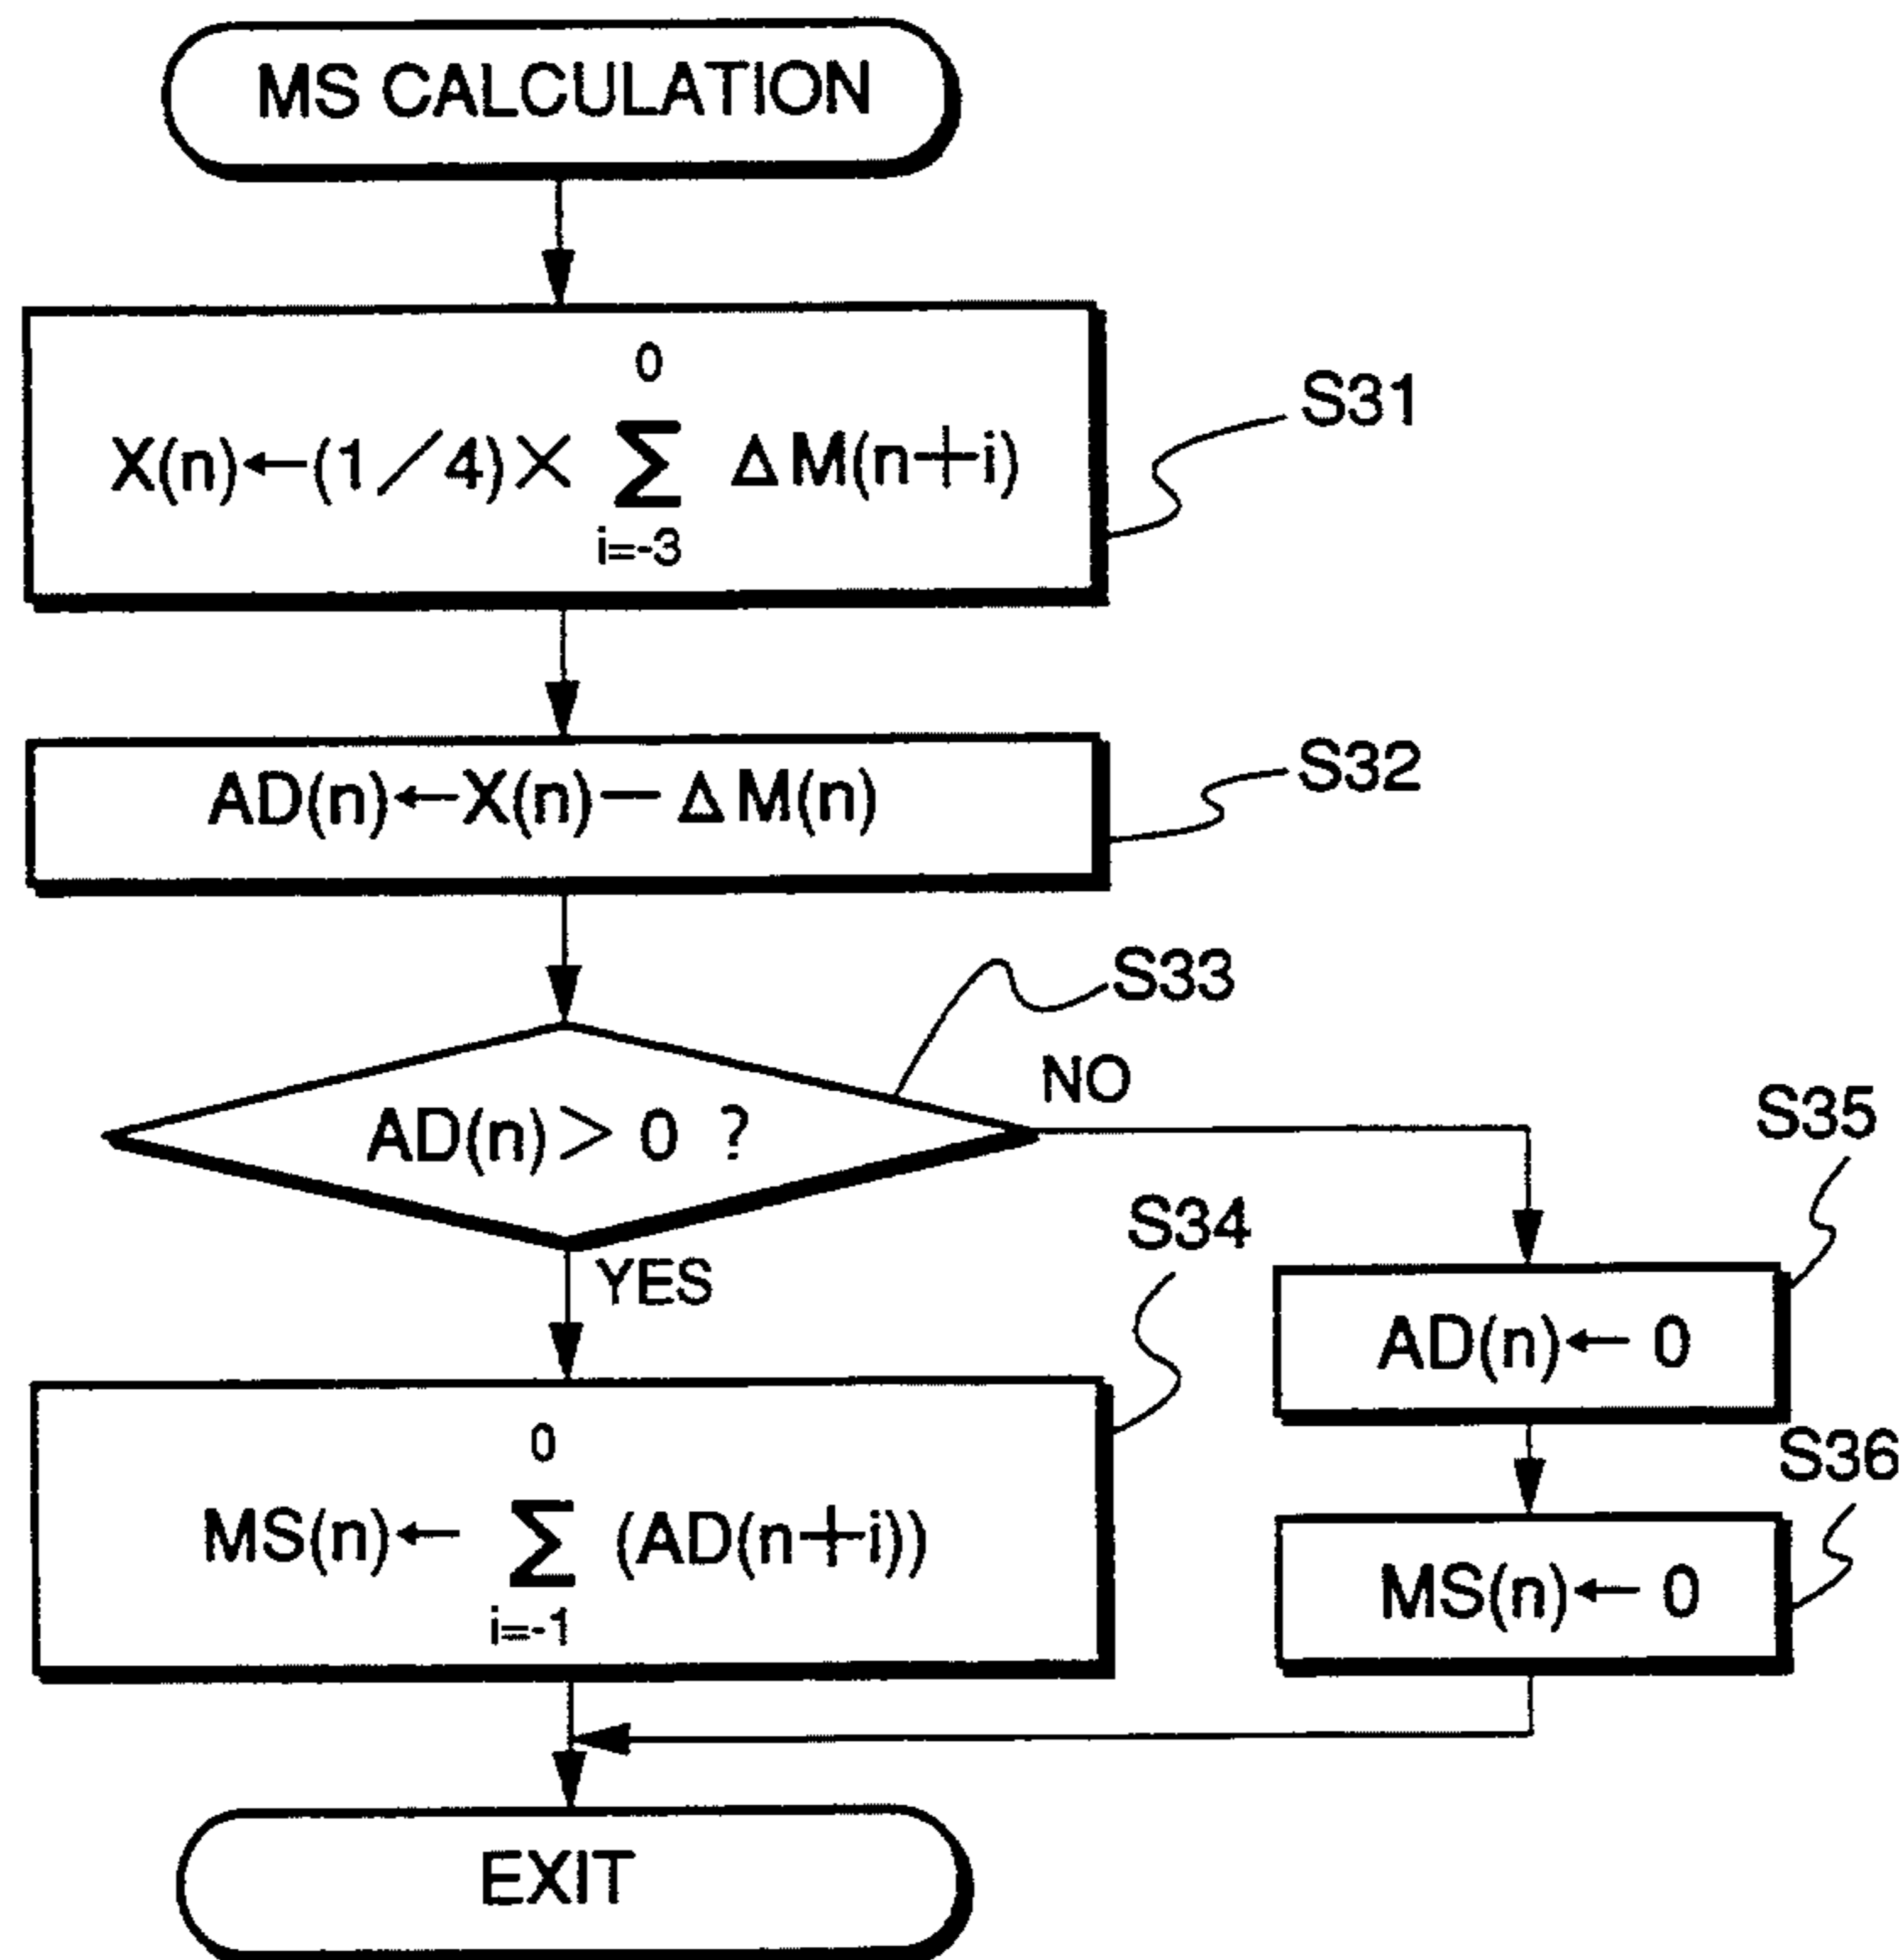 MS CALCULATION
0
X(n)←(1/4)× Σ ΔM(n+i)
i=-3
S31
AD(n)←X(n)−ΔM(n)
S32
S33
AD(n)> 0 ?
NO
YES
S34
0
MS(n)← Σ (AD(n+i))
i=-1
S35
AD(n)← 0
S36
MS(n)← 0
EXIT